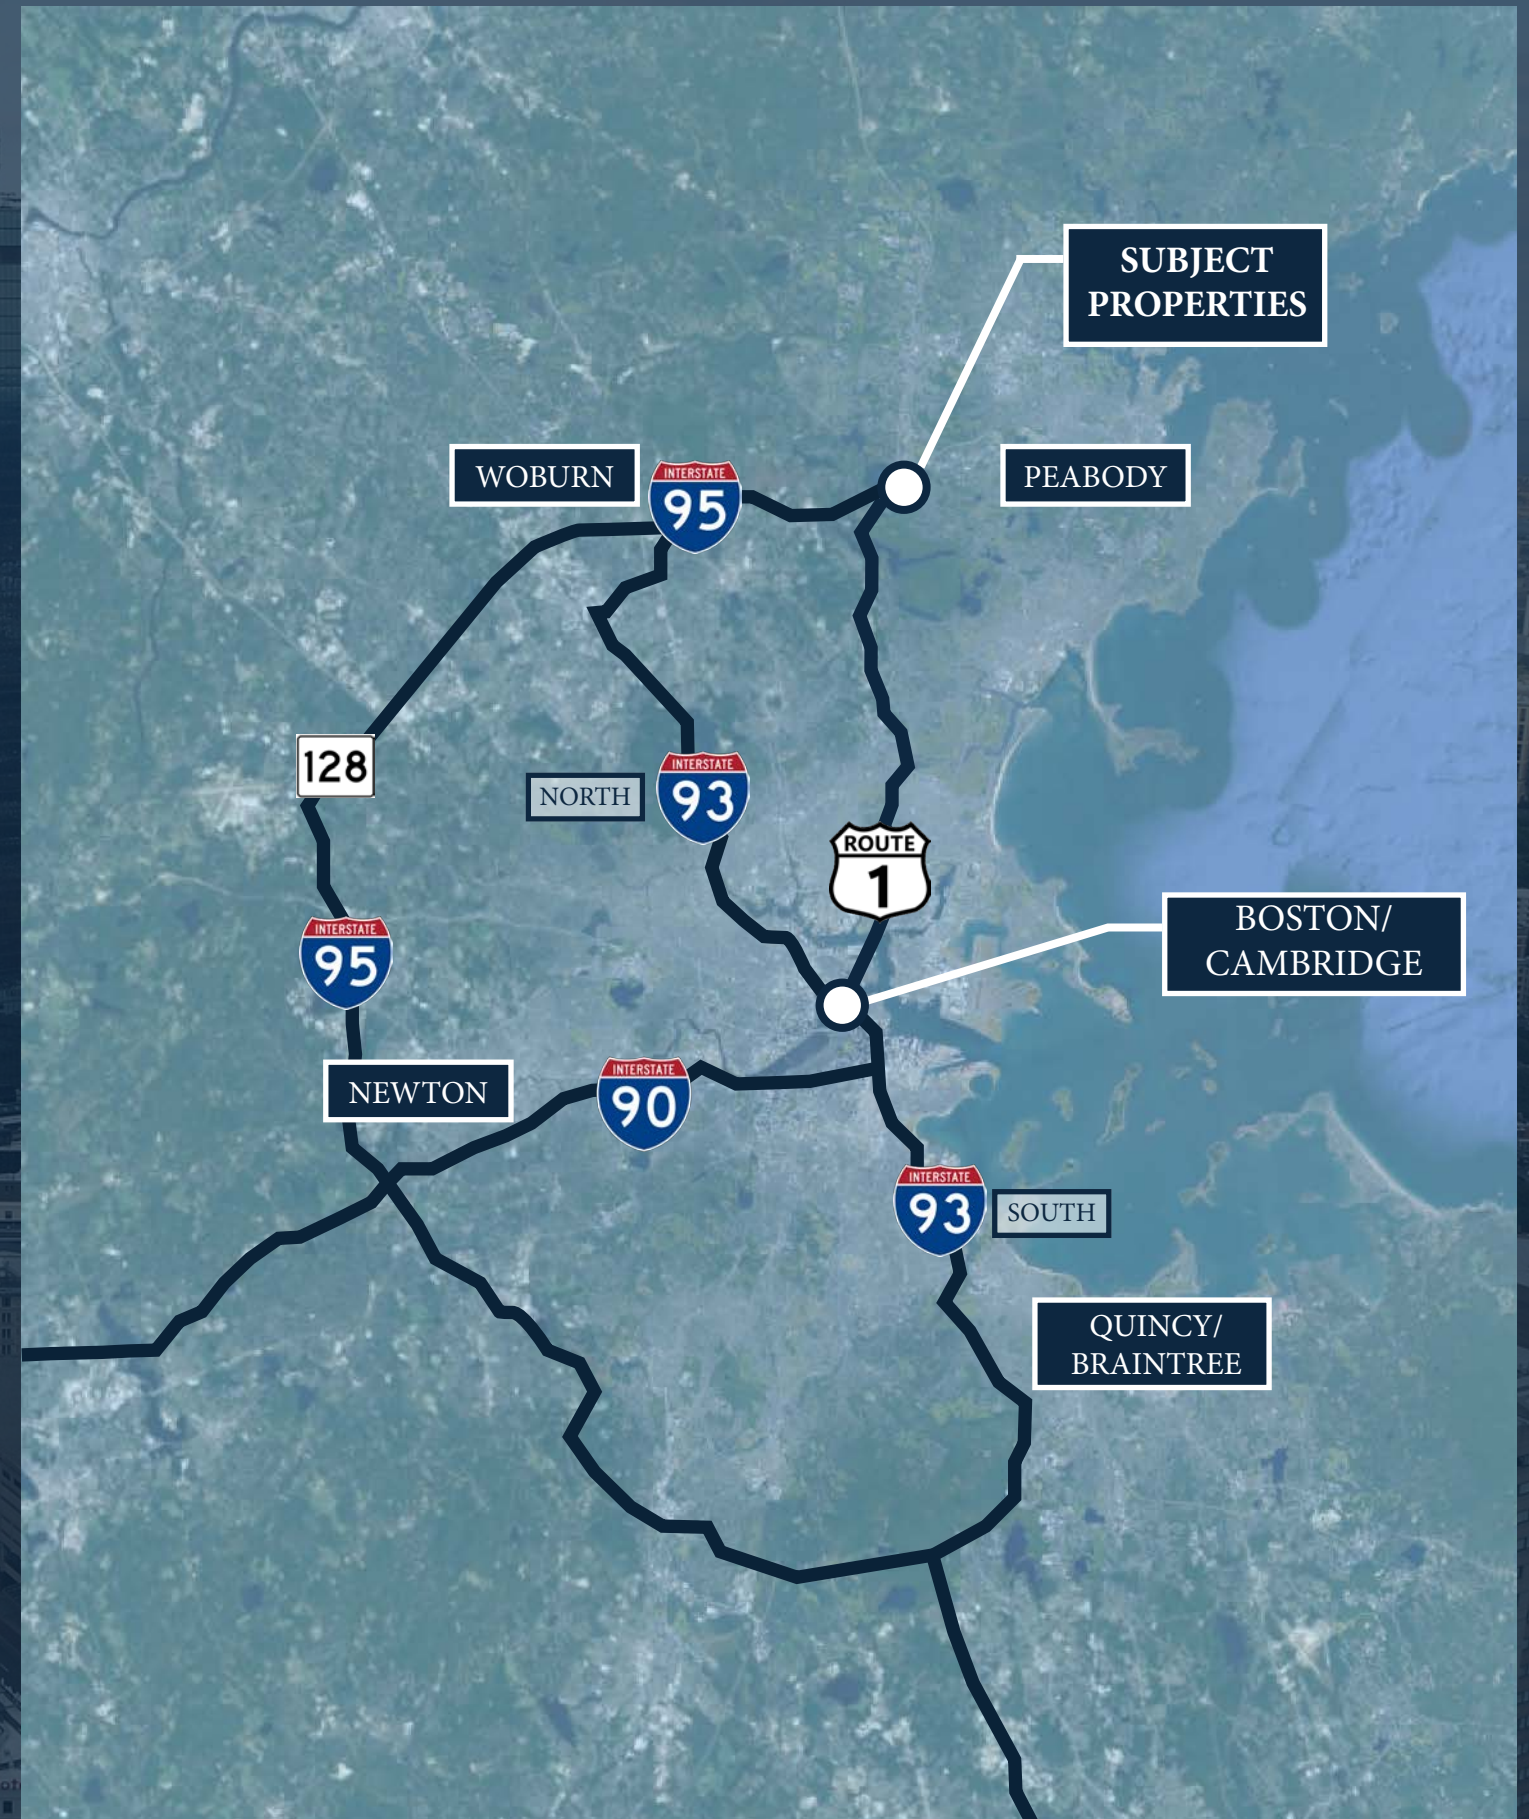 SUBJECT
PROPERTIES
WOBURN
INTERSTATE
95
PEABODY
128
NORTH
INTERSTATE
93
ROUTE
1
BOSTON/
CAMBRIDGE
INTERSTATE
95
NEWTON
INTERSTATE
90
INTERSTATE
93
SOUTH
QUINCY/
BRAINTREE